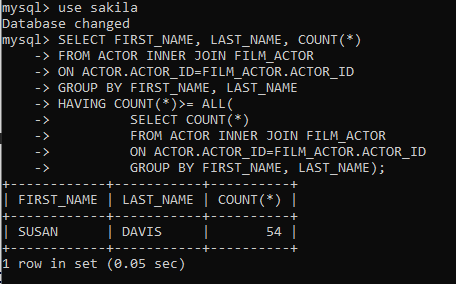 mysql> use sakila
Database changed
mysql> SELECT FIRST_NAME, LAST_NAME, COUNT(*)
    -> FROM ACTOR INNER JOIN FILM_ACTOR
    -> ON ACTOR.ACTOR_ID=FILM_ACTOR.ACTOR_ID
    -> GROUP BY FIRST_NAME, LAST_NAME
    -> HAVING COUNT(*)>= ALL(
    ->          SELECT COUNT(*)
    ->          FROM ACTOR INNER JOIN FILM_ACTOR
    ->          ON ACTOR.ACTOR_ID=FILM_ACTOR.ACTOR_ID
    ->          GROUP BY FIRST_NAME, LAST_NAME);
+------------+-----------+----------+
| FIRST_NAME | LAST_NAME | COUNT(*) |
+------------+-----------+----------+
| SUSAN      | DAVIS     |       54 |
+------------+-----------+----------+
1 row in set (0.05 sec)